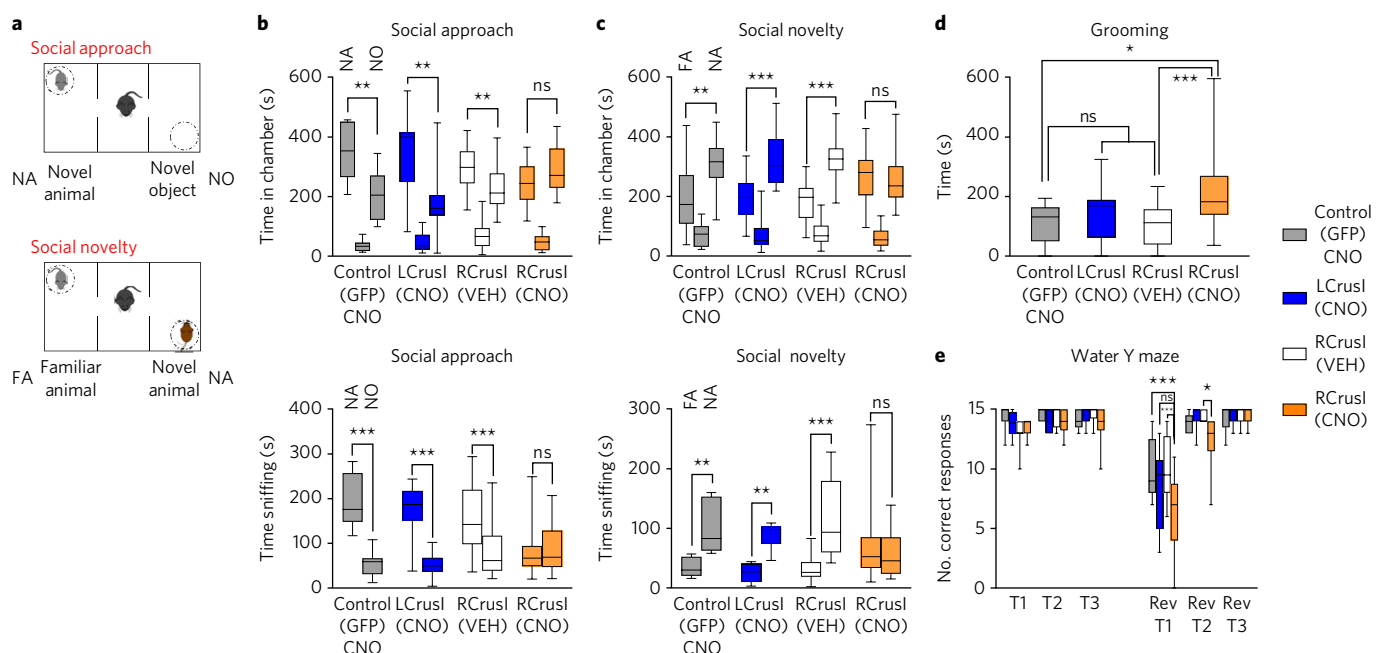 a
Social approach
NA Novel animal
Novel object NO
Social novelty
FA Familiar animal
Novel animal NA
b
Social approach
NA NO
** ** ** ns
Time in chamber (s)
600
400
200
0
Control (GFP) CNO
LCrusI (CNO)
RCrusI (VEH)
RCrusI (CNO)
Social approach
NA NO
*** *** *** ns
Time sniffing (s)
400
300
200
100
0
Control (GFP) CNO
LCrusI (CNO)
RCrusI (VEH)
RCrusI (CNO)
c
Social novelty
FA NA
** *** *** ns
Time in chamber (s)
600
400
200
0
Control (GFP) CNO
LCrusI (CNO)
RCrusI (VEH)
RCrusI (CNO)
Social novelty
FA NA
** ** *** ns
Time sniffing (s)
300
200
100
0
Control (GFP) CNO
LCrusI (CNO)
RCrusI (VEH)
RCrusI (CNO)
d
Grooming
*
***
ns
Time (s)
600
400
200
0
Control (GFP) CNO
LCrusI (CNO)
RCrusI (VEH)
RCrusI (CNO)
e
Water Y maze
***
ns
***
*
No. correct responses
15
10
5
0
T1 T2 T3 Rev T1 Rev T2 Rev T3
Control (GFP) CNO
LCrusI (CNO)
RCrusI (VEH)
RCrusI (CNO)